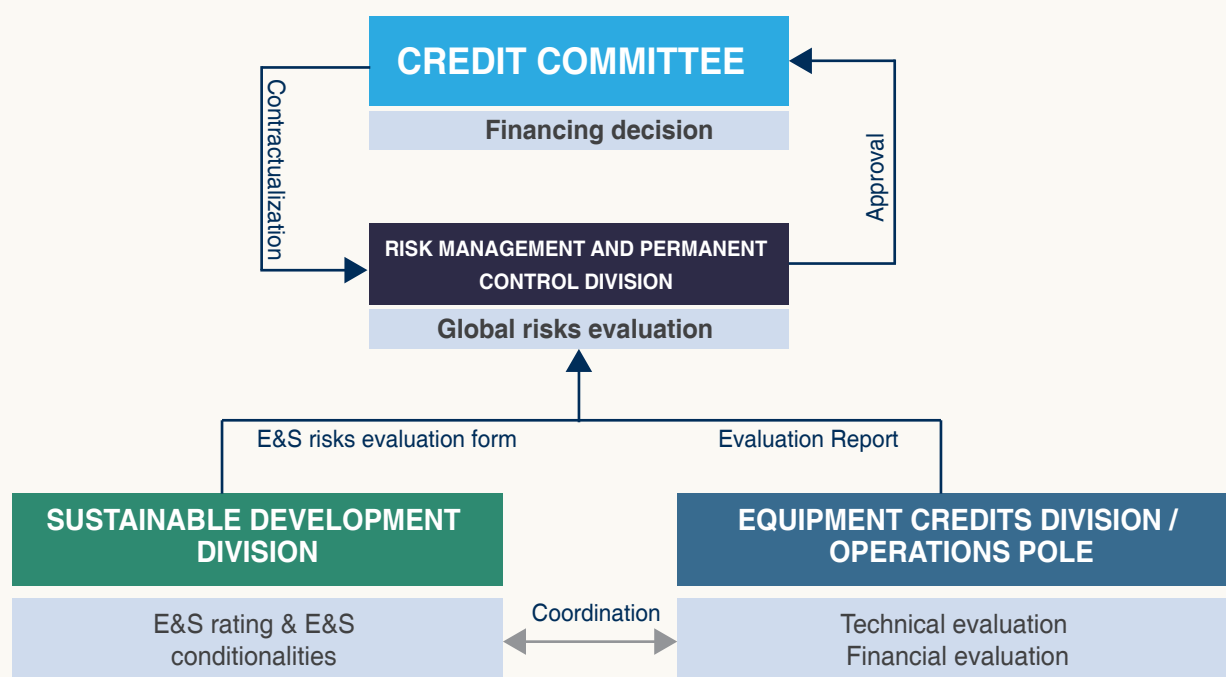 CREDIT COMMITTEE
Financing decision
Contractualization
Approval
RISK MANAGEMENT AND PERMANENT
CONTROL DIVISION
Global risks evaluation
E&S risks evaluation form
Evaluation Report
SUSTAINABLE DEVELOPMENT
DIVISION
EQUIPMENT CREDITS DIVISION /
OPERATIONS POLE
E&S rating & E&S
conditionalities
Coordination
Technical evaluation
Financial evaluation